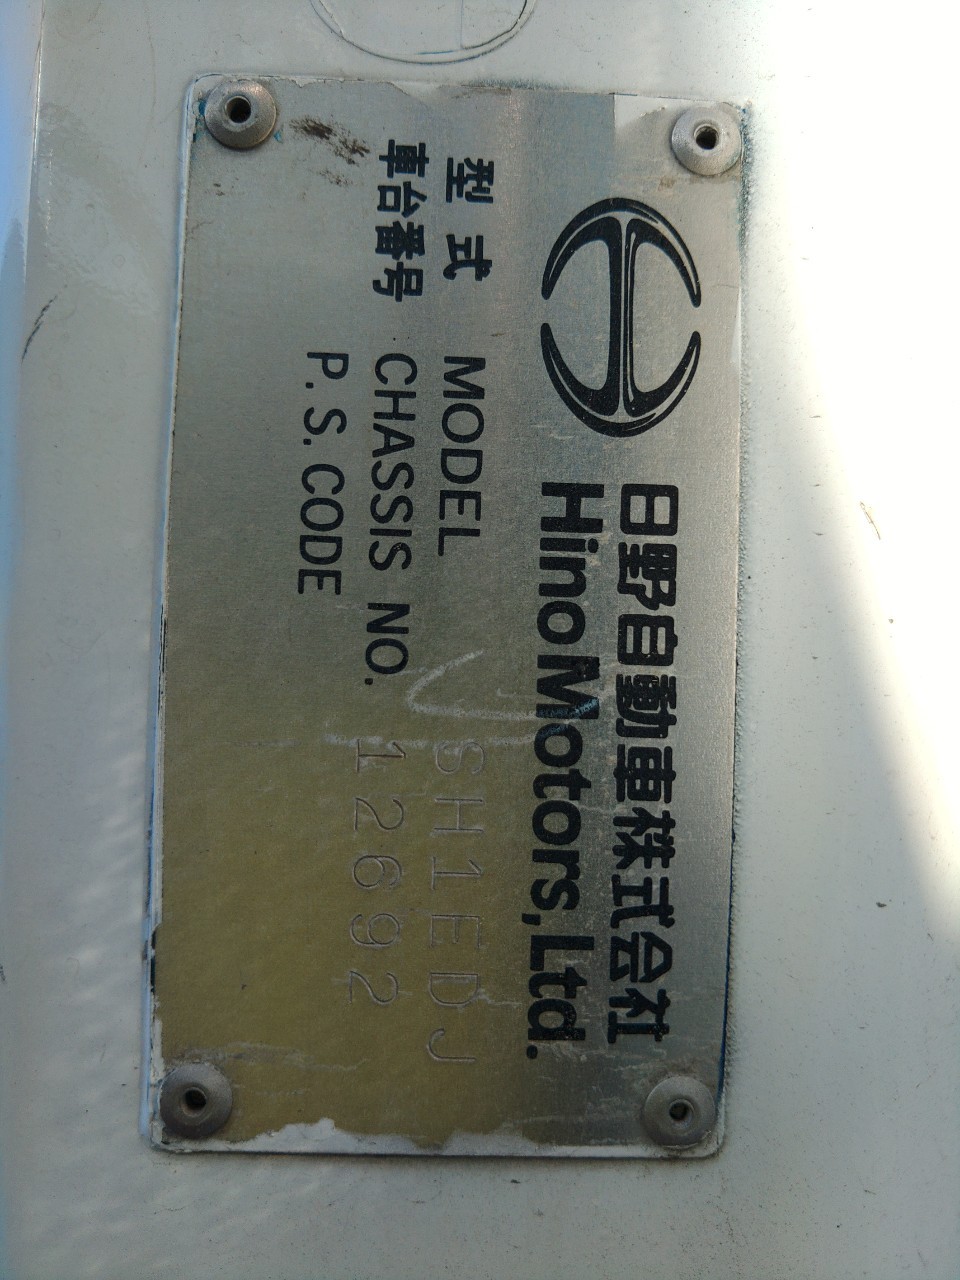 日野自動車株式会社
Hino Motors, Ltd.
型式 MODEL SH1EDJ
車台番号 CHASSIS NO. 12692
P. S. CODE